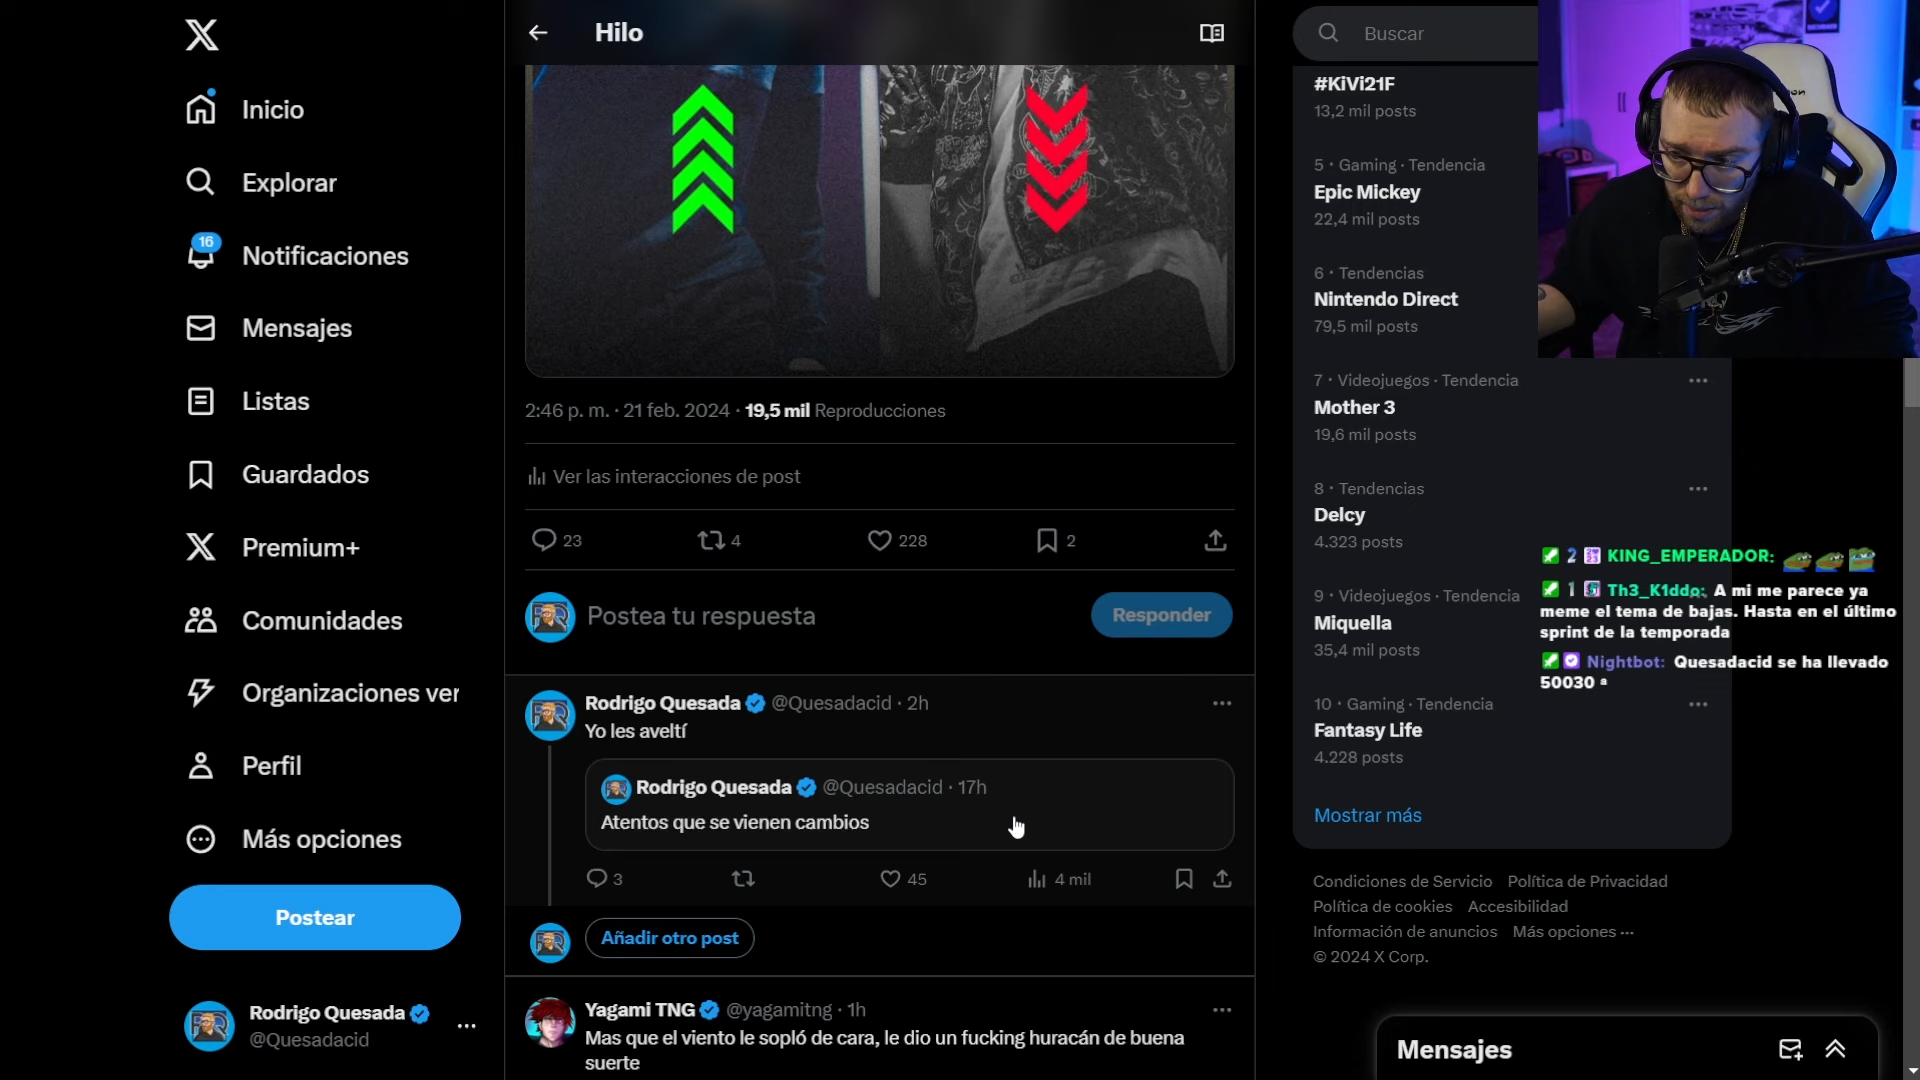 Inicio
Explorar
16
Notificaciones
Mensajes
Listas
Guardados
Premium+
Comunidades
Organizaciones ver
Perfil
Más opciones
Postear
Rodrigo Quesada
@Quesadacid
Hilo
2:46 p. m. · 21 feb. 2024 · 19,5 mil Reproducciones
Ver las interacciones de post
23 4 228 2
Postea tu respuesta
Responder
Rodrigo Quesada @Quesadacid · 2h
Yo les aveltí
Rodrigo Quesada @Quesadacid · 17h
Atentos que se vienen cambios
3 45 4 mil
Añadir otro post
Yagami TNG @yagamitng · 1h
Mas que el viento le sopló de cara, le dio un fucking huracán de buena
suerte
Buscar
#KiVi21F
13,2 mil posts
5 · Gaming · Tendencia
Epic Mickey
22,4 mil posts
6 · Tendencias
Nintendo Direct
79,5 mil posts
7 · Videojuegos · Tendencia
Mother 3
19,6 mil posts
8 · Tendencias
Delcy
4.323 posts
9 · Videojuegos · Tendencia
Miquella
35,4 mil posts
10 · Gaming · Tendencia
Fantasy Life
4.228 posts
Mostrar más
2 KING_EMPERADOR:
1 Th3_K1ddo: A mi me parece ya
meme el tema de bajas. Hasta en el último
sprint de la temporada
Nightbot: Quesadacid se ha llevado
50030 ª
Condiciones de Servicio Política de Privacidad
Política de cookies Accesibilidad
Información de anuncios Más opciones ···
© 2024 X Corp.
Mensajes